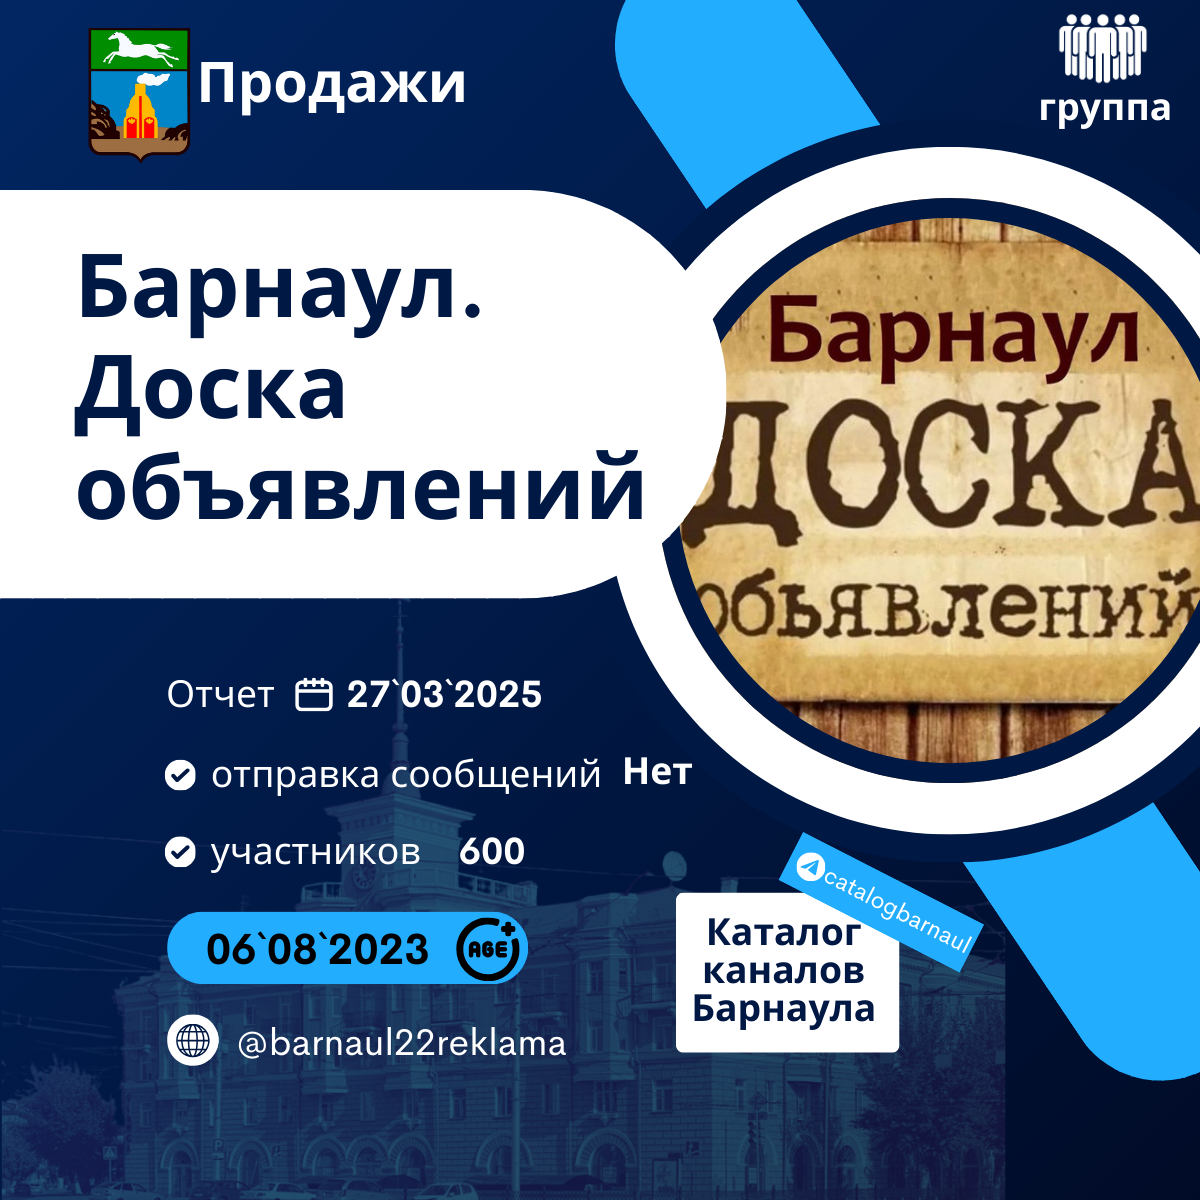 Продажи
группа
Барнаул.
Доска
объявлений
Барнаул
ДОСКА
объявлений
Отчет 27`03`2025
отправка сообщений Нет
участников 600
06`08`2023 AGE+
@barnaul22reklama
catalogbarnaul
Каталог
каналов
Барнаула